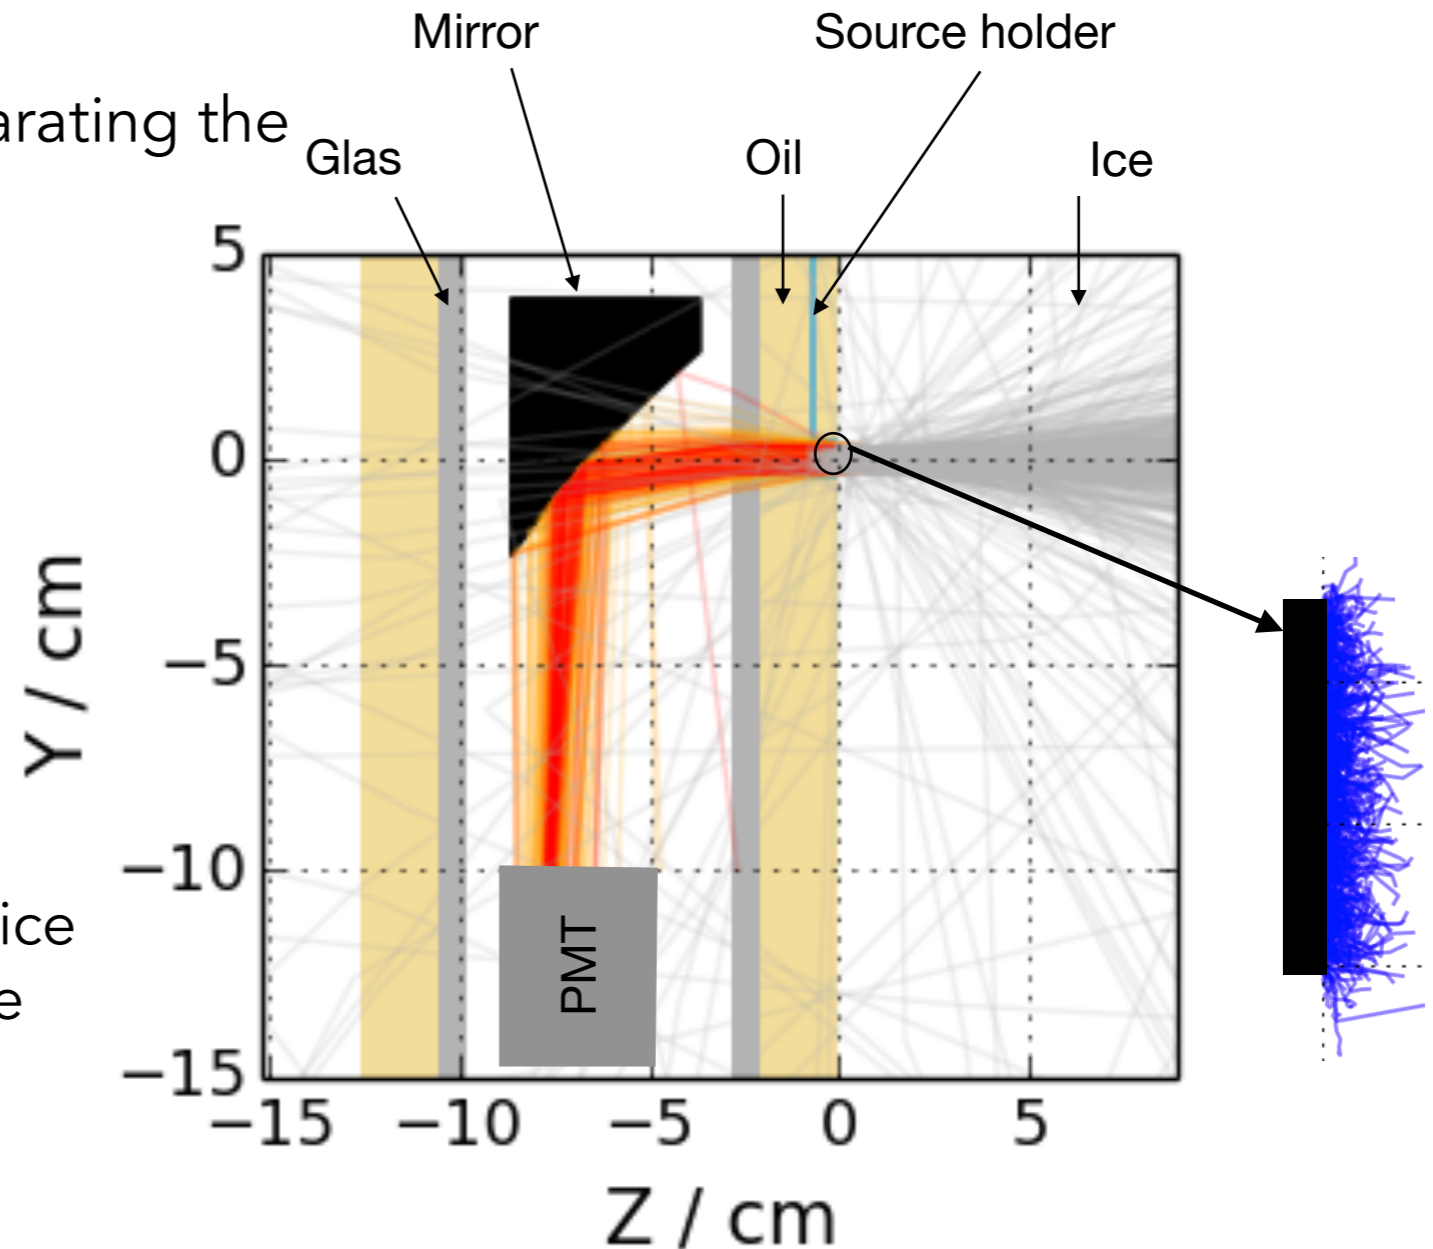 Mirror
Source holder
arating the
Glas
Oil
Ice
5
0
−5
−10
−15
Y / cm
ice
e
PMT
−15 −10 −5 0 5
Z / cm